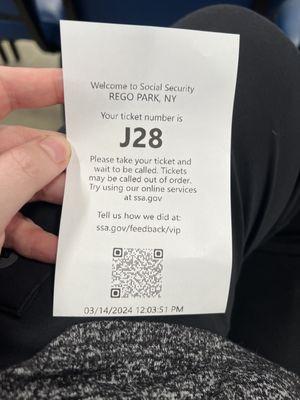 Welcome to Social Security
REGO PARK, NY
Your ticket number is
J28
Please take your ticket and
wait to be called. Tickets
may be called out of order.
Try using our online services
at ssa.gov
Tell us how we did at:
ssa.gov/feedback/vip
03/14/2024 12:03:51 PM